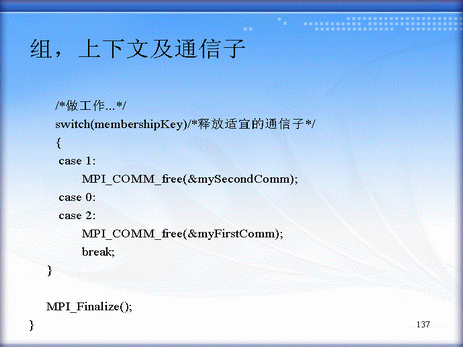 组，上下文及通信子
/*做工作...*/
switch(membershipKey)/*释放适宜的通信子*/
{
case 1:
MPI_COMM_free(&mySecondComm);
case 0:
case 2:
MPI_COMM_free(&myFirstComm);
break;
}
MPI_Finalize();
}
137